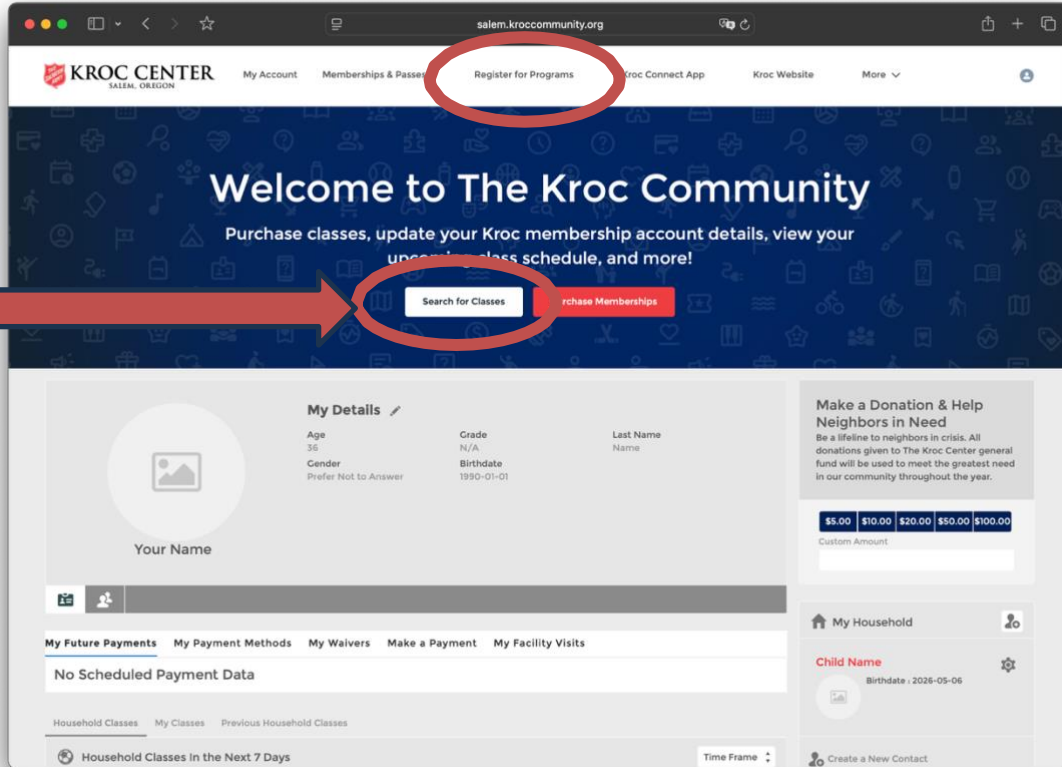 salem.kroccommunity.org
KROC CENTER
SALEM, OREGON
My Account
Memberships & Passes
Register for Programs
Kroc Connect App
Kroc Website
More
Welcome to The Kroc Community
Purchase classes, update your Kroc membership account details, view your
upcoming class schedule, and more!
Search for Classes
Purchase Memberships
My Details
Age
36
Grade
N/A
Last Name
Name
Gender
Prefer Not to Answer
Birthdate
1990-01-01
Your Name
Make a Donation & Help
Neighbors in Need
Be a lifeline to neighbors in crisis. All
donations given to The Kroc Center general
fund will be used to meet the greatest need
in our community throughout the year.
$5.00 $10.00 $20.00 $50.00 $100.00
Custom Amount
My Future Payments
My Payment Methods
My Waivers
Make a Payment
My Facility Visits
No Scheduled Payment Data
Household Classes
My Classes
Previous Household Classes
Household Classes In the Next 7 Days
Time Frame
My Household
Child Name
Birthdate : 2026-05-06
Create a New Contact